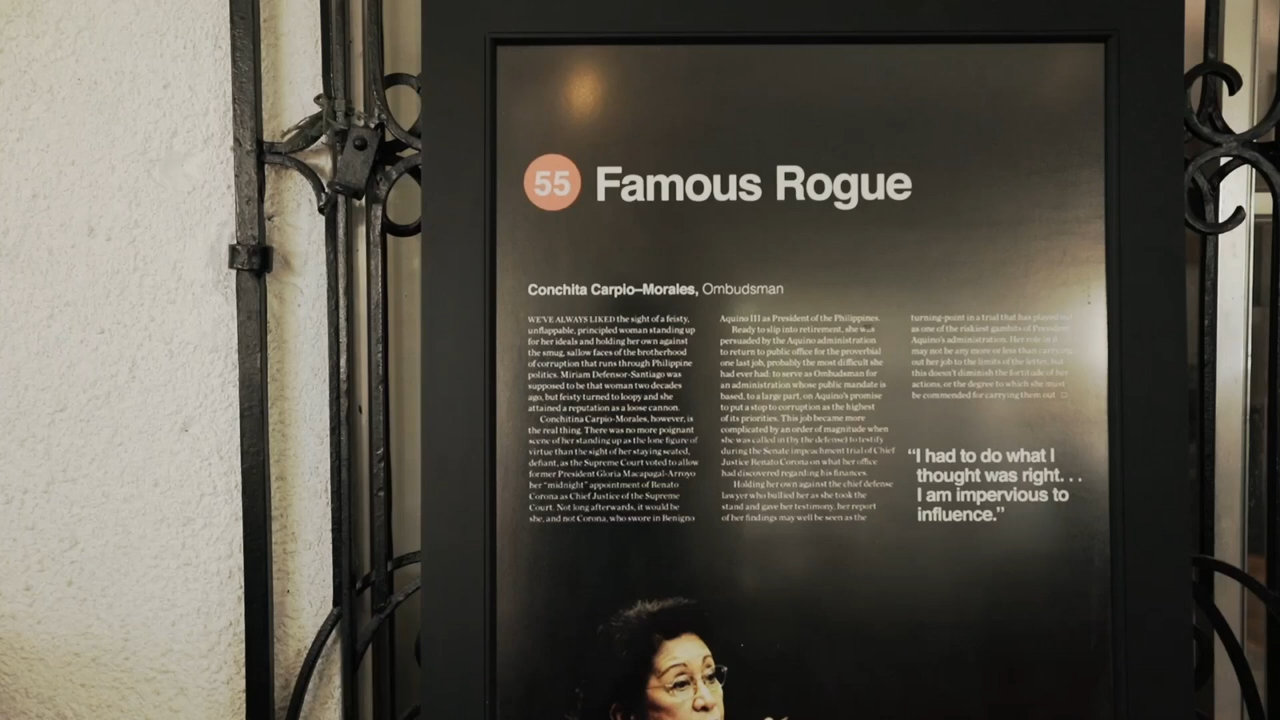 55 Famous Rogue
Conchita Carpio–Morales, Ombudsman
WE'VE ALWAYS LIKED the sight of a feisty,
unflappable, principled woman standing up
for her ideals and holding her own against
the smug, sallow faces of the brotherhood
of corruption that runs through Philippine
politics. Miriam Defensor-Santiago was
supposed to be that woman two decades
ago, but feisty turned to loopy and she
attained a reputation as a loose cannon.
Conchitina Carpio-Morales, however, is
the real thing. There was no more poignant
scene of her standing up as the lone figure of
virtue than the sight of her staying seated,
defiant, as the Supreme Court voted to allow
former President Gloria Macapagal-Arroyo
her "midnight" appointment of Renato
Corona as Chief Justice of the Supreme
Court. Not long afterwards, it would be
she, and not Corona, who swore in Benigno
Aquino III as President of the Philippines.
Ready to slip into retirement, she was
persuaded by the Aquino administration
to return to public office for the proverbial
one last job, probably the most difficult she
had ever had: to serve as Ombudsman for
an administration whose public mandate is
based, to a large part, on Aquino's promise
to put a stop to corruption as the highest
of its priorities. This job became more
complicated by an order of magnitude when
she was called in (by the defense) to testify
during the Senate impeachment trial of Chief
Justice Renato Corona on what her office
had discovered regarding his finances.
Holding her own against the chief defense
lawyer who bullied her as she took the
stand and gave her testimony, her report
of her findings may well be seen as the
turning-point in a trial that has played out
as one of the riskiest gambits of President
Aquino's administration. Her role in it
may not be any more or less than carrying
out her job to the limits of the letter, but
this doesn't diminish the fortitude of her
actions, or the degree to which she must
be commended for carrying them out
"I had to do what I
thought was right. . .
I am impervious to
influence."